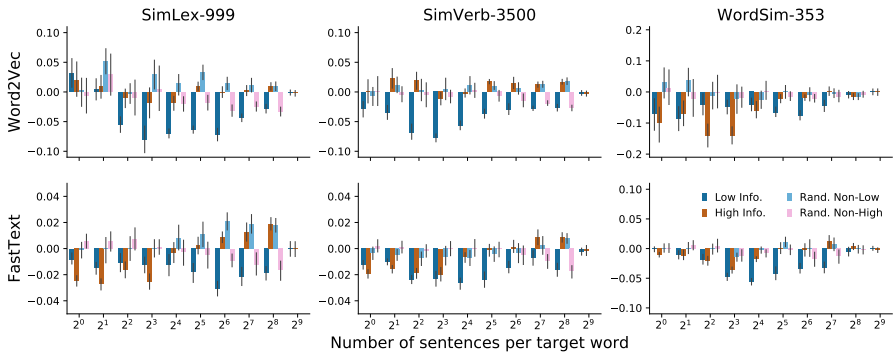 SimLex-999 SimVerb-3500 WordSim-353
Word2Vec
0.10 0.10 0.2
0.05 0.05 0.1
0.00 0.00 0.0
−0.05 −0.05 −0.1
−0.10 −0.10 −0.2
FastText
0.04 0.04 0.10
0.02 0.02 0.05
0.00 0.00 0.00
−0.02 −0.02 −0.05
−0.04 −0.04 −0.10
Low Info. Rand. Non-Low
High Info. Rand. Non-High
2⁰ 2¹ 2² 2³ 2⁴ 2⁵ 2⁶ 2⁷ 2⁸ 2⁹ 2⁰ 2¹ 2² 2³ 2⁴ 2⁵ 2⁶ 2⁷ 2⁸ 2⁹ 2⁰ 2¹ 2² 2³ 2⁴ 2⁵ 2⁶ 2⁷ 2⁸ 2⁹
Number of sentences per target word